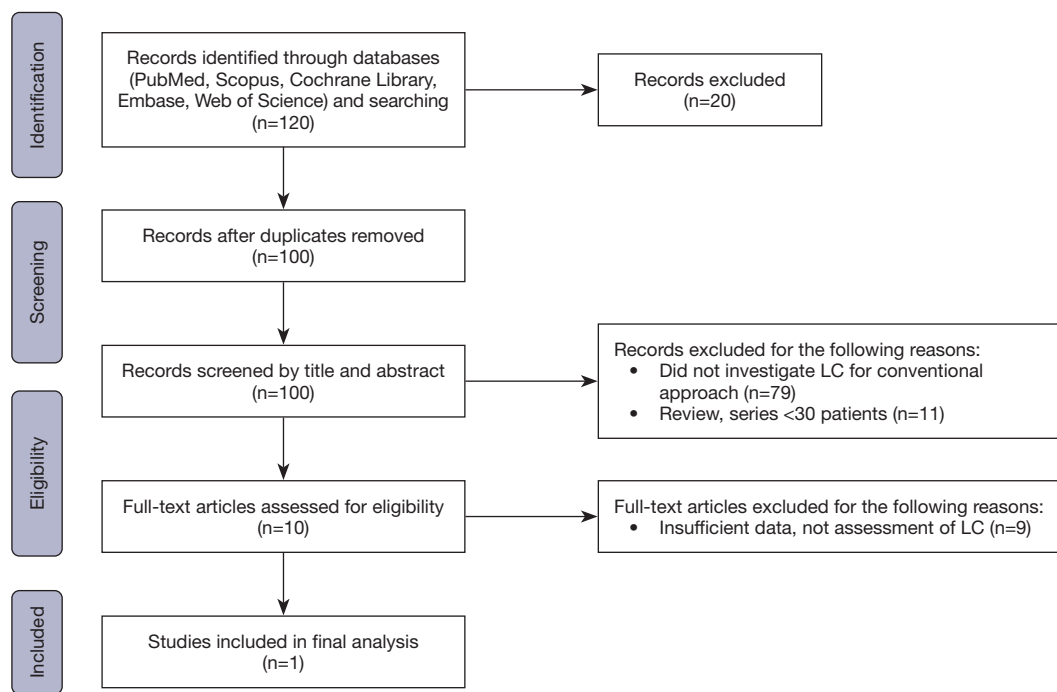 Identification
Records identified through databases
(PubMed, Scopus, Cochrane Library,
Embase, Web of Science) and searching
(n=120)
Records excluded
(n=20)
Screening
Records after duplicates removed
(n=100)
Records screened by title and abstract
(n=100)
Records excluded for the following reasons:
• Did not investigate LC for conventional
approach (n=79)
• Review, series <30 patients (n=11)
Eligibility
Full-text articles assessed for eligibility
(n=10)
Full-text articles excluded for the following reasons:
• Insufficient data, not assessment of LC (n=9)
Included
Studies included in final analysis
(n=1)